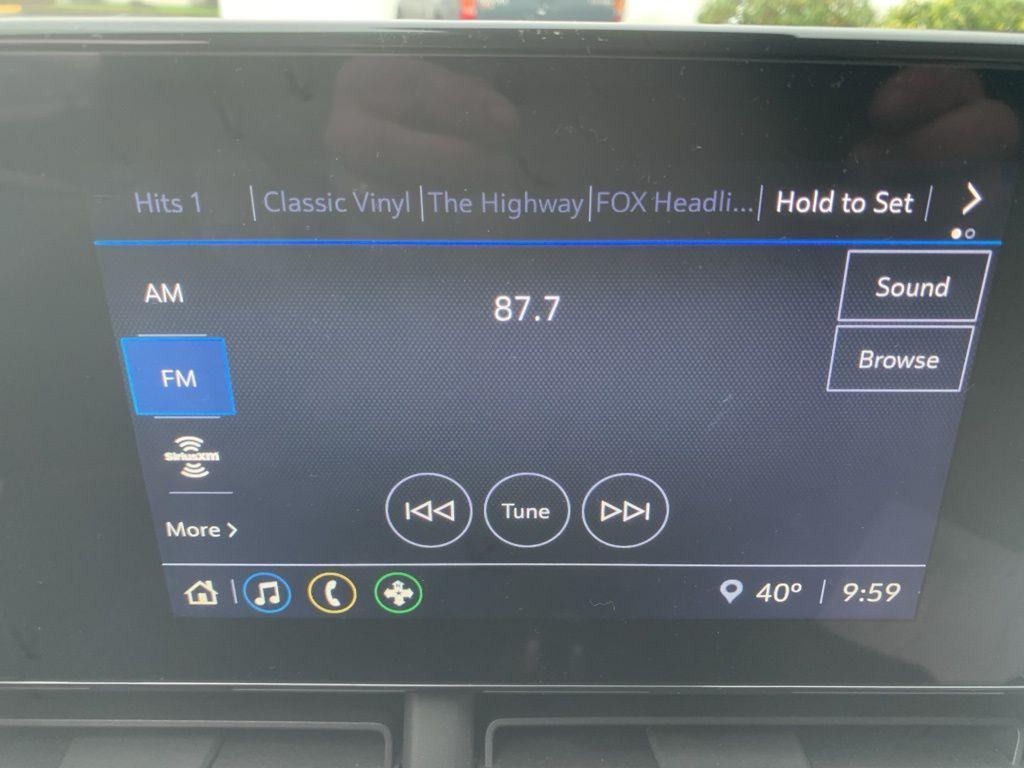 Hits 1 Classic Vinyl The Highway FOX Headli... Hold to Set
AM
87.7
Sound
FM
Browse
SiriusXM
Tune
More
40° 9:59